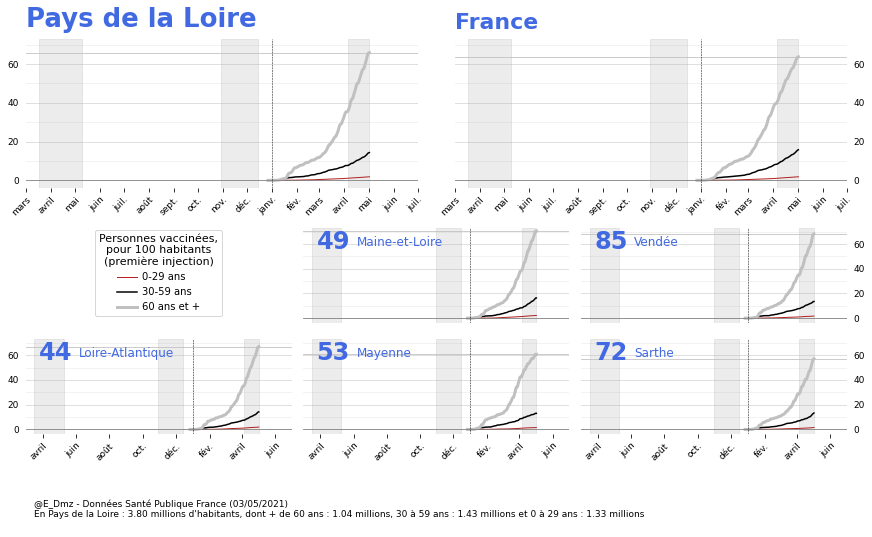 Pays de la Loire
France
60
40
20
0
60
40
20
0
mars avril mai juin juil. août sept. oct. nov. déc. janv. fév. mars avril mai juin juil.
mars avril mai juin juil. août sept. oct. nov. déc. janv. fév. mars avril mai juin juil.
Personnes vaccinées,
pour 100 habitants
(première injection)
0-29 ans
30-59 ans
60 ans et +
49 Maine-et-Loire
85 Vendée
60
40
20
0
44 Loire-Atlantique
53 Mayenne
72 Sarthe
60
40
20
0
60
40
20
0
avril juin août oct. déc. fév. avril juin
avril juin août oct. déc. fév. avril juin
avril juin août oct. déc. fév. avril juin
@E_Dmz - Données Santé Publique France (03/05/2021)
En Pays de la Loire : 3.80 millions d'habitants, dont + de 60 ans : 1.04 millions, 30 à 59 ans : 1.43 millions et 0 à 29 ans : 1.33 millions